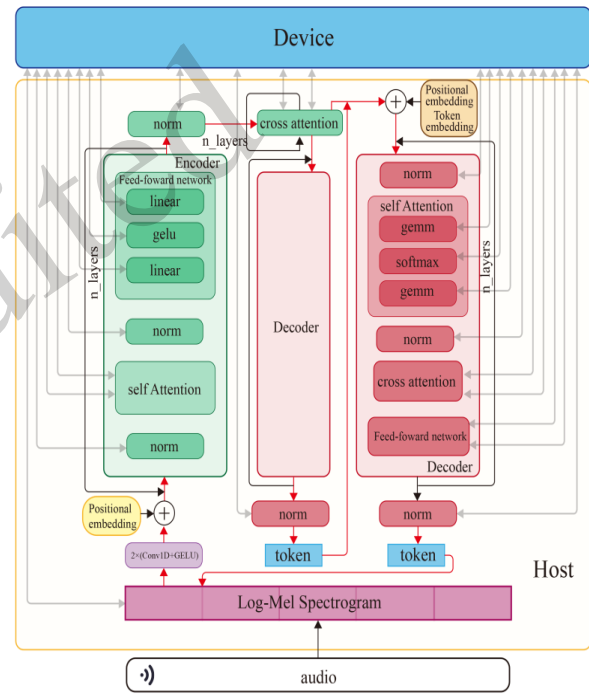 Device
norm
n_layers
cross attention
Positional
embedding
Token
embedding
Encoder
Feed-foward network
linear
gelu
linear
n_layers
norm
self Attention
norm
Decoder
norm
self Attention
gemm
softmax
gemm
n_layers
norm
cross attention
Feed-foward network
Decoder
Positional
embedding
norm
norm
2×(Conv1D+GELU)
token
token
Host
Log-Mel Spectrogram
audio